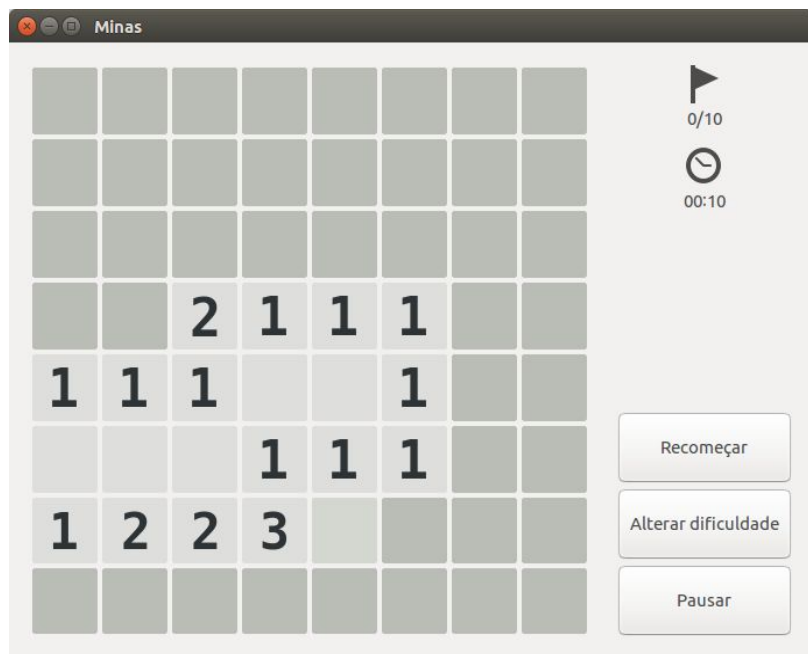 Minas
0/10
00:10
2 1 1 1
1 1 1 1
1 1 1
1 2 2 3
Recomeçar
Alterar dificuldade
Pausar